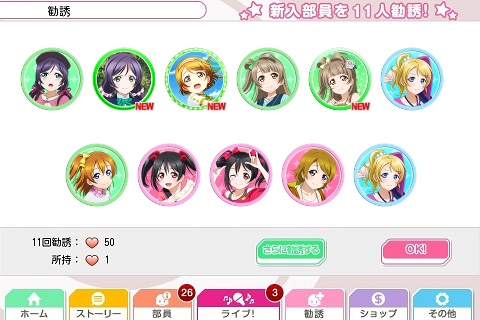 勧誘
新入部員を11人勧誘!
NEW
NEW
NEW
11回勧誘: 50
所持: 1
さらに勧誘する
OK!
26
3
ホーム
ストーリー
部員
ライブ!
勧誘
ショップ
その他